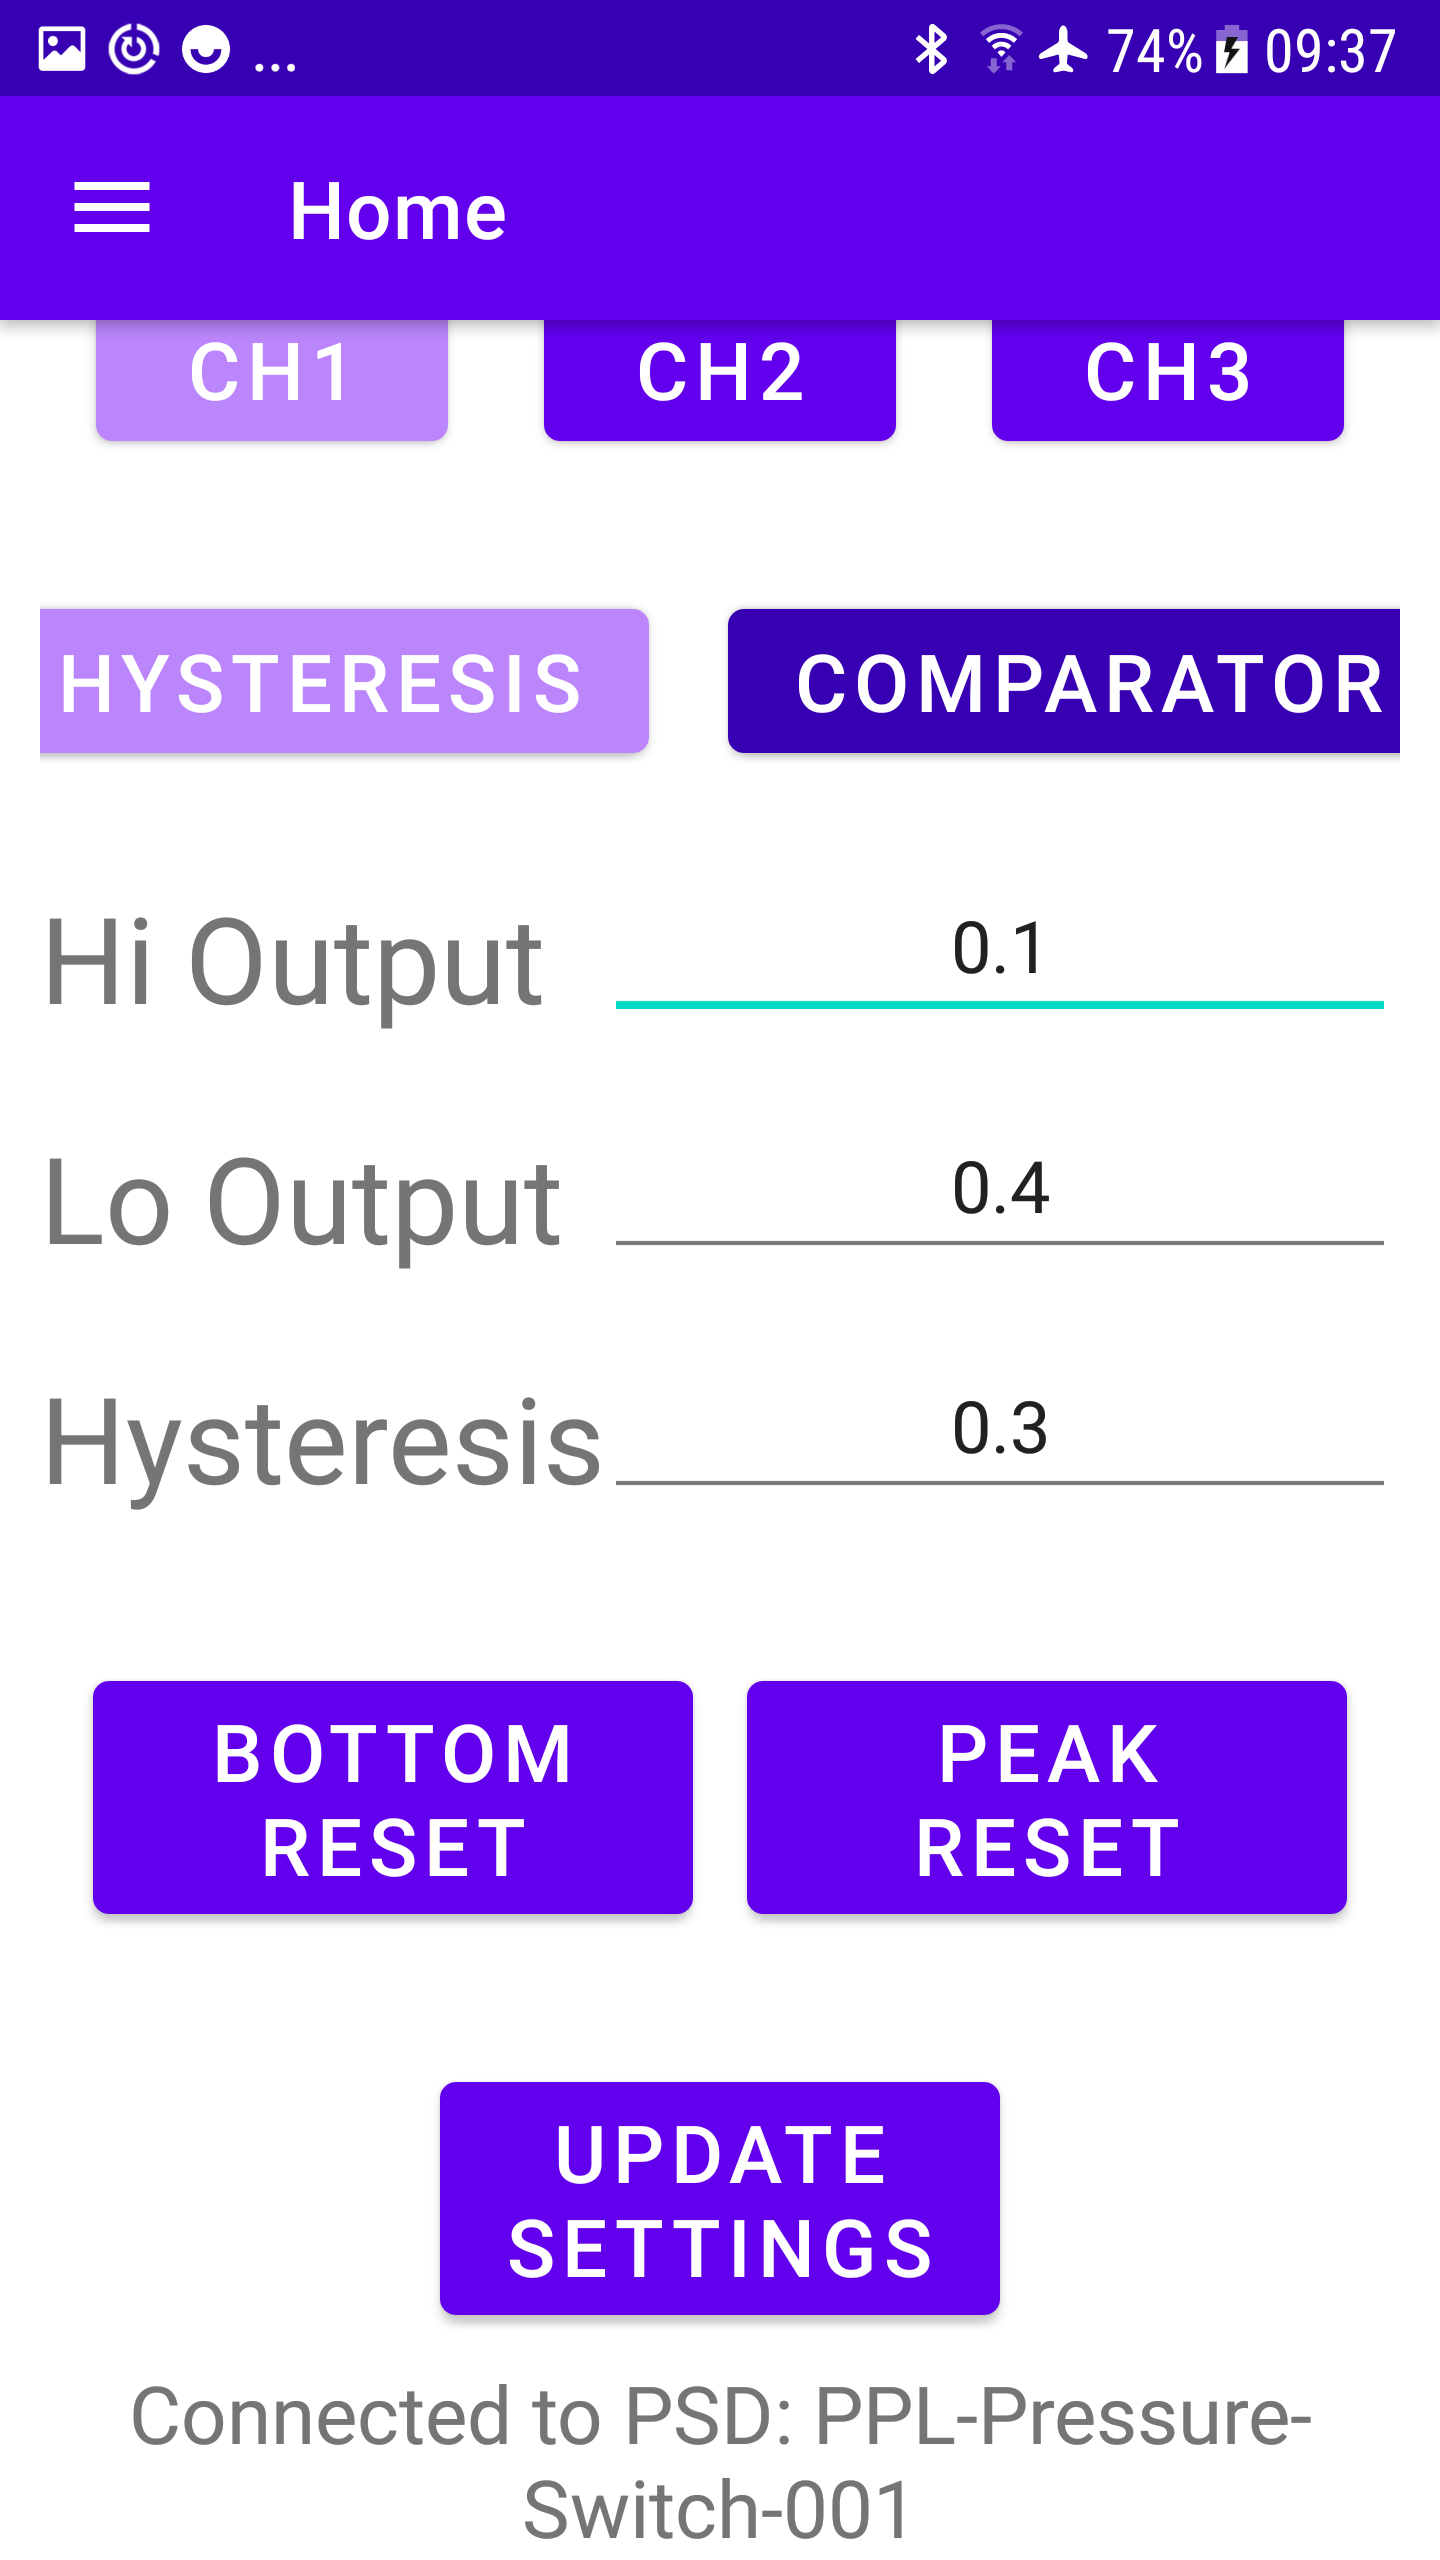 ... 74% 09:37
Home
CH1 CH2 CH3
HYSTERESIS COMPARATOR
Hi Output 0.1
Lo Output 0.4
Hysteresis 0.3
BOTTOM PEAK
RESET RESET
UPDATE
SETTINGS
Connected to PSD: PPL-Pressure-
Switch-001